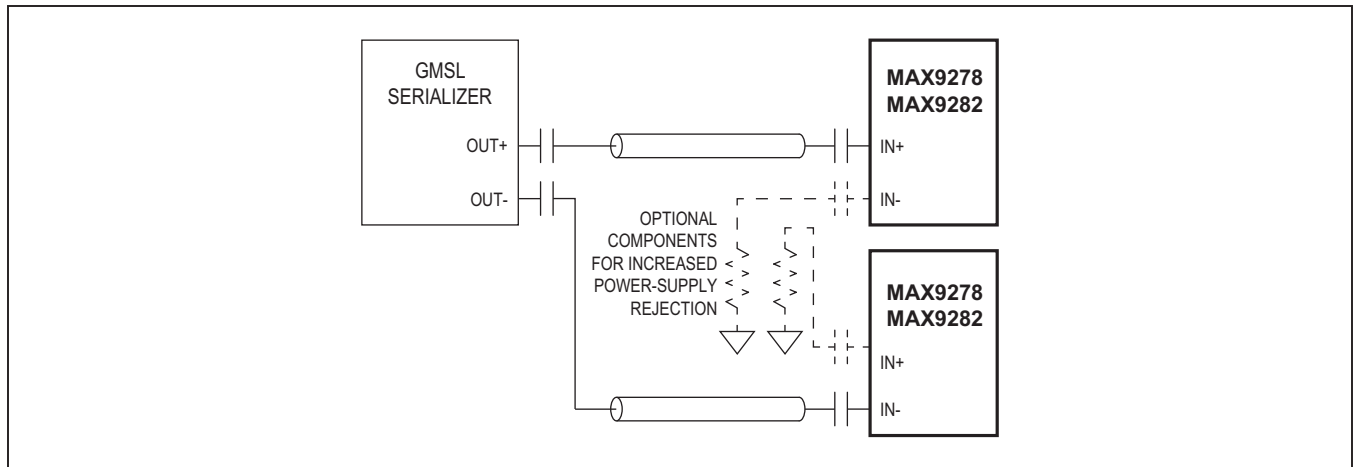 GMSL
SERIALIZER
OUT+
OUT-
MAX9278
MAX9282
IN+
IN-
OPTIONAL
COMPONENTS
FOR INCREASED
POWER-SUPPLY
REJECTION
MAX9278
MAX9282
IN+
IN-